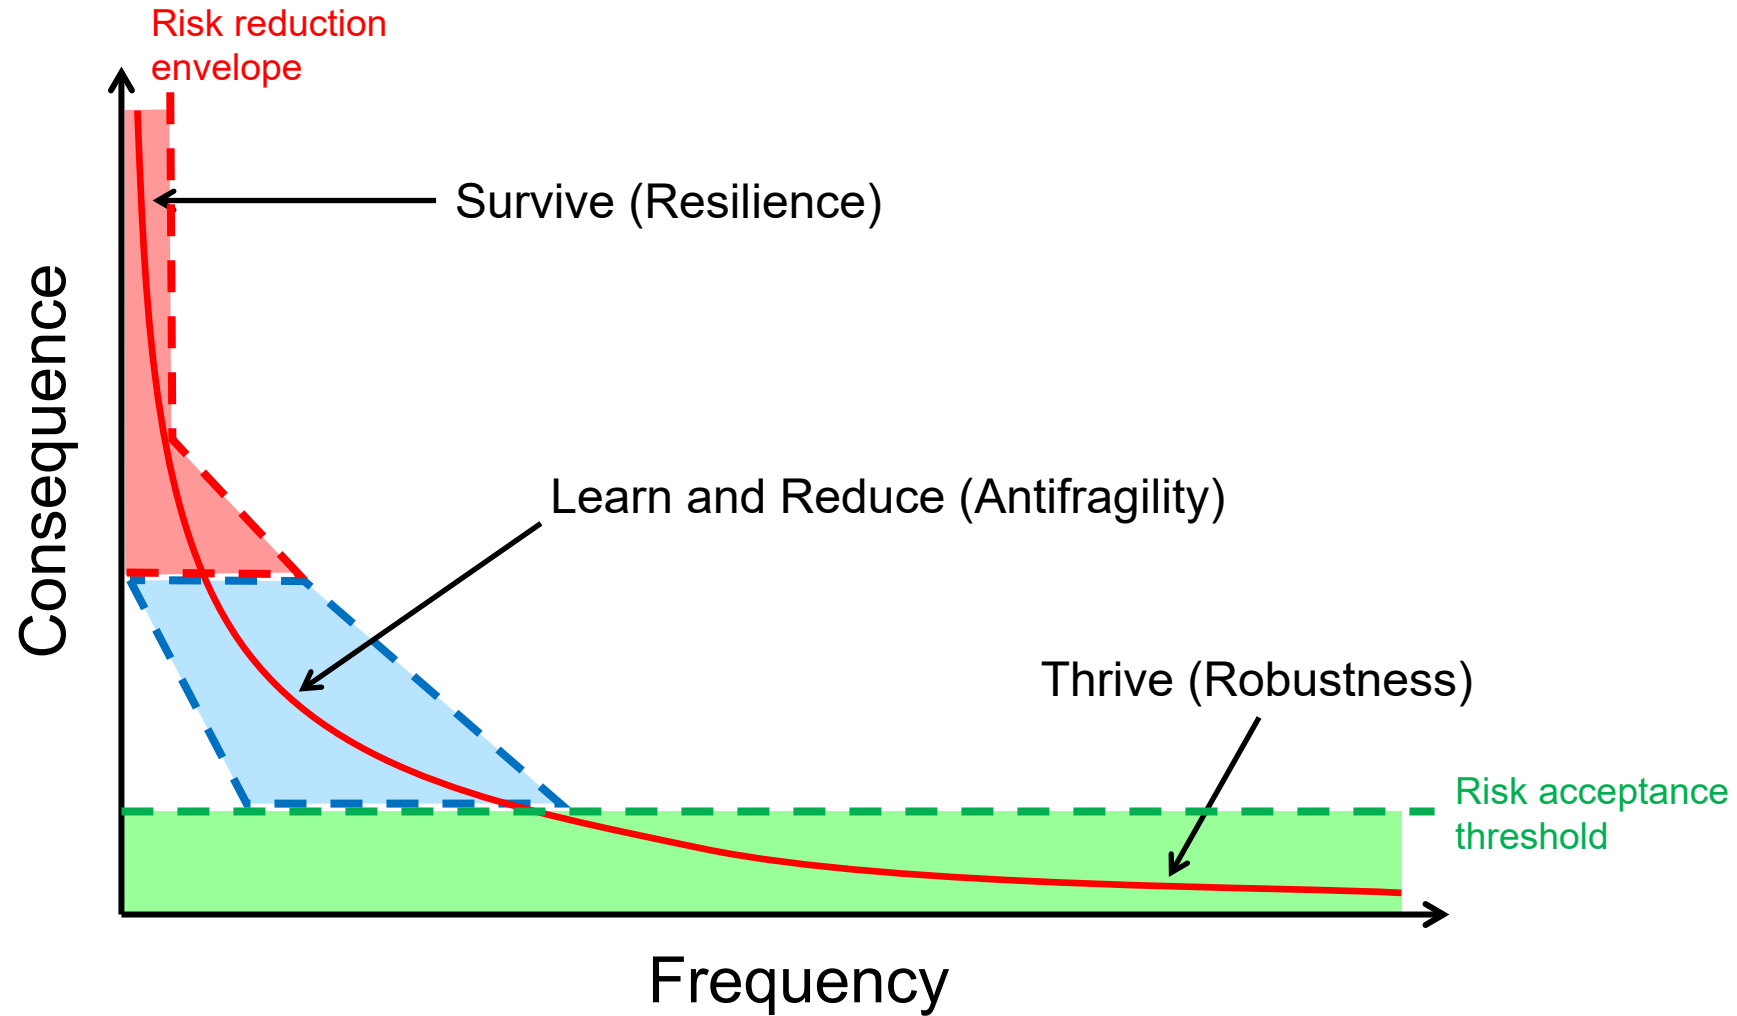 Risk reduction
envelope
Survive (Resilience)
Consequence
Learn and Reduce (Antifragility)
Thrive (Robustness)
Risk acceptance
threshold
Frequency